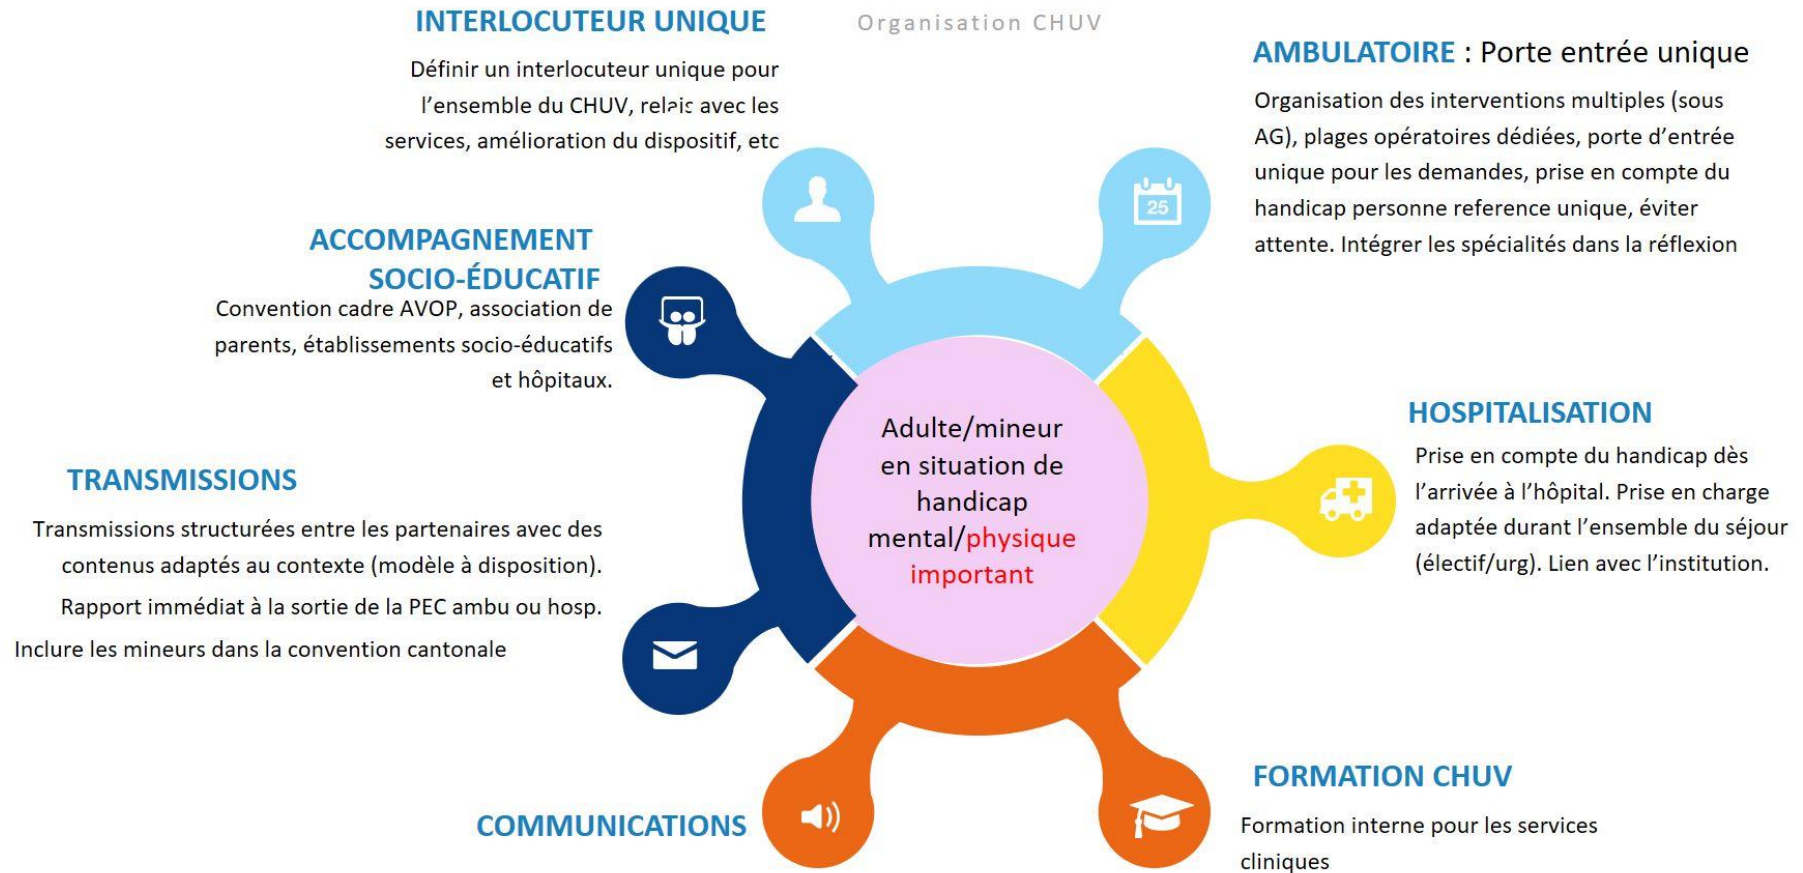 Organisation CHUV
INTERLOCUTEUR UNIQUE
Définir un interlocuteur unique pour
l’ensemble du CHUV, relais avec les
services, amélioration du dispositif, etc
AMBULATOIRE : Porte entrée unique
Organisation des interventions multiples (sous
AG), plages opératoires dédiées, porte d’entrée
unique pour les demandes, prise en compte du
handicap personne reference unique, éviter
attente. Intégrer les spécialités dans la réflexion
25
ACCOMPAGNEMENT
SOCIO-ÉDUCATIF
Convention cadre AVOP, association de
parents, établissements socio-éducatifs
et hôpitaux.
Adulte/mineur
en situation de
handicap
mental/physique
important
HOSPITALISATION
Prise en compte du handicap dès
l’arrivée à l’hôpital. Prise en charge
adaptée durant l’ensemble du séjour
(électif/urg). Lien avec l’institution.
TRANSMISSIONS
Transmissions structurées entre les partenaires avec des
contenus adaptés au contexte (modèle à disposition).
Rapport immédiat à la sortie de la PEC ambu ou hosp.
Inclure les mineurs dans la convention cantonale
COMMUNICATIONS
FORMATION CHUV
Formation interne pour les services
cliniques